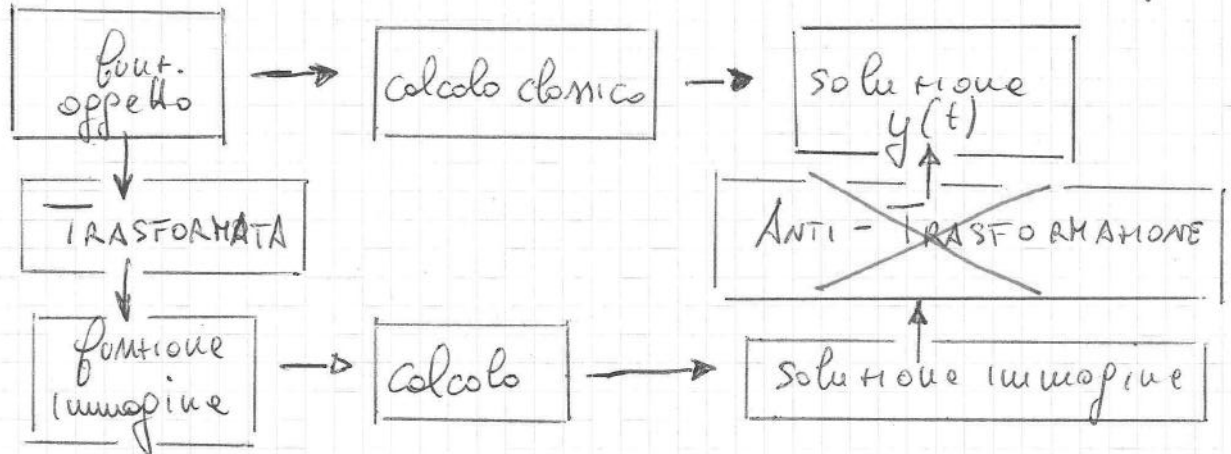 funz.
oggetto
calcolo classico
soluzione
y(t)
TRASFORMATA
ANTI-TRASFORMAZIONE
funzione
immagine
calcolo
soluzione immagine